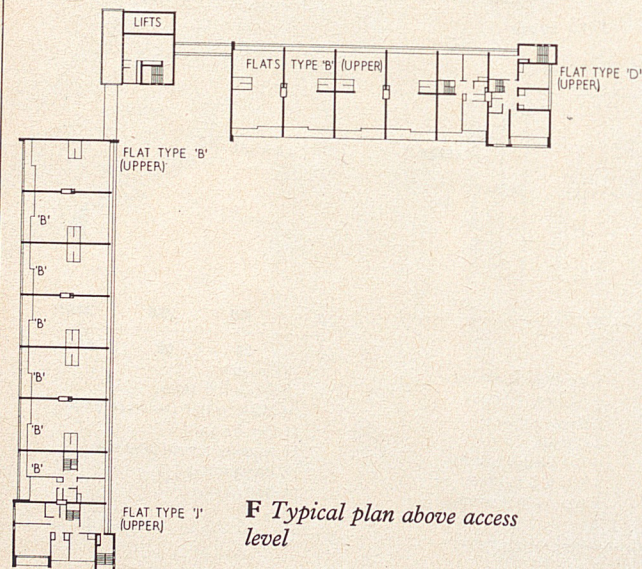 LIFTS
FLATS TYPE 'B' (UPPER)
FLAT TYPE 'D'
(UPPER)
FLAT TYPE 'B'
(UPPER)
'B'
'B'
'B'
'B'
'B'
'B'
FLAT TYPE 'J'
(UPPER)
F Typical plan above access
level